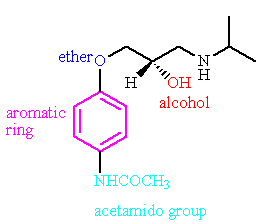 ether
O
N
H
H
OH
alcohol
aromatic
ring
NHCOCH3
acetamido group